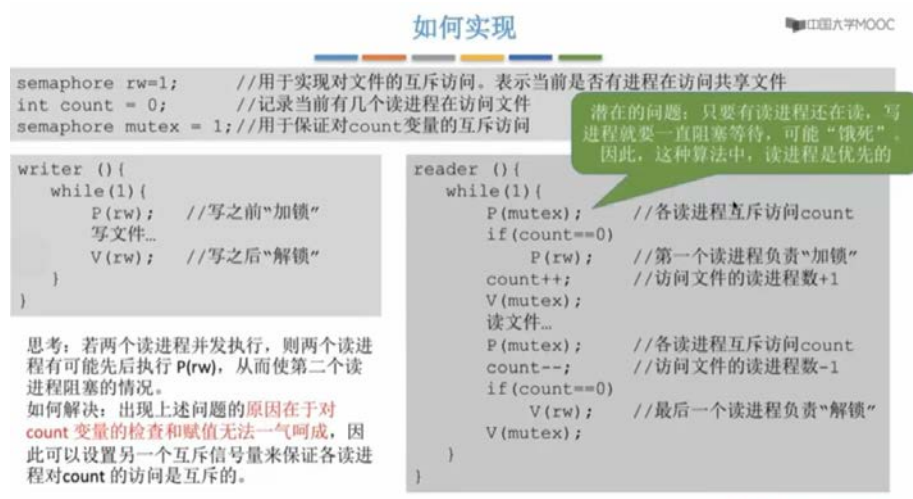 如何实现
中国大学MOOC
semaphore rw=1; //用于实现对文件的互斥访问。表示当前是否有进程在访问共享文件
int count = 0; //记录当前有几个读进程在访问文件
semaphore mutex = 1;//用于保证对count变量的互斥访问
潜在的问题：只要有读进程还在读，写
进程就要一直阻塞等待，可能“饿死”。
因此，这种算法中，读进程是优先的
writer (){
while(1){
P(rw); //写之前“加锁”
写文件…
V(rw); //写之后“解锁”
}
}
思考：若两个读进程并发执行，则两个读进
程有可能先后执行 P(rw)，从而使第二个读
进程阻塞的情况。
如何解决：出现上述问题的原因在于对
count 变量的检查和赋值无法一气呵成，因
此可以设置另一个互斥信号量来保证各读进
程对count 的访问是互斥的。
reader (){
while(1){
P(mutex); //各读进程互斥访问count
if(count==0)
P(rw); //第一个读进程负责“加锁”
count++; //访问文件的读进程数+1
V(mutex);
读文件…
P(mutex); //各读进程互斥访问count
count--; //访问文件的读进程数-1
if(count==0)
V(rw); //最后一个读进程负责“解锁”
V(mutex);
}
}